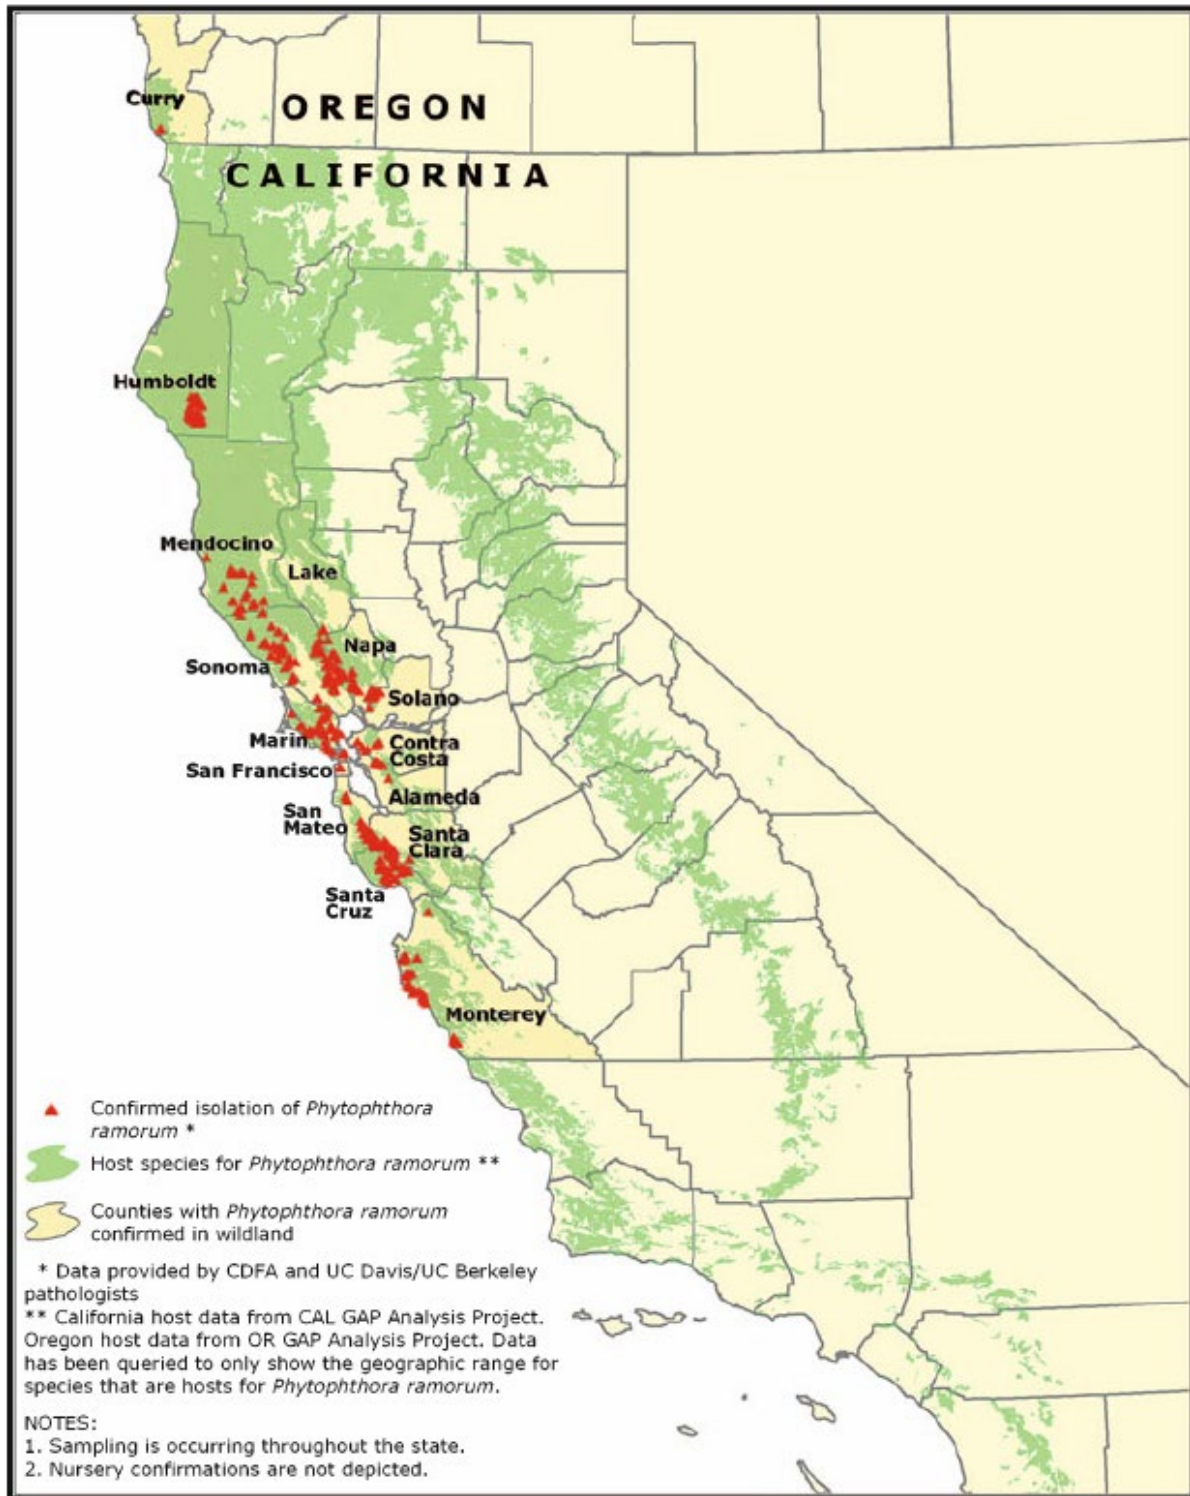 Curry
OREGON
CALIFORNIA
Humboldt
Mendocino
Lake
Napa
Sonoma
Solano
Marin
Contra
Costa
San Francisco
Alameda
San
Mateo
Santa
Clara
Santa
Cruz
Monterey
Confirmed isolation of Phytophthora
ramorum *
Host species for Phytophthora ramorum **
Counties with Phytophthora ramorum
confirmed in wildland
* Data provided by CDFA and UC Davis/UC Berkeley
pathologists
** California host data from CAL GAP Analysis Project.
Oregon host data from OR GAP Analysis Project. Data
has been queried to only show the geographic range for
species that are hosts for Phytophthora ramorum.
NOTES:
1. Sampling is occurring throughout the state.
2. Nursery confirmations are not depicted.